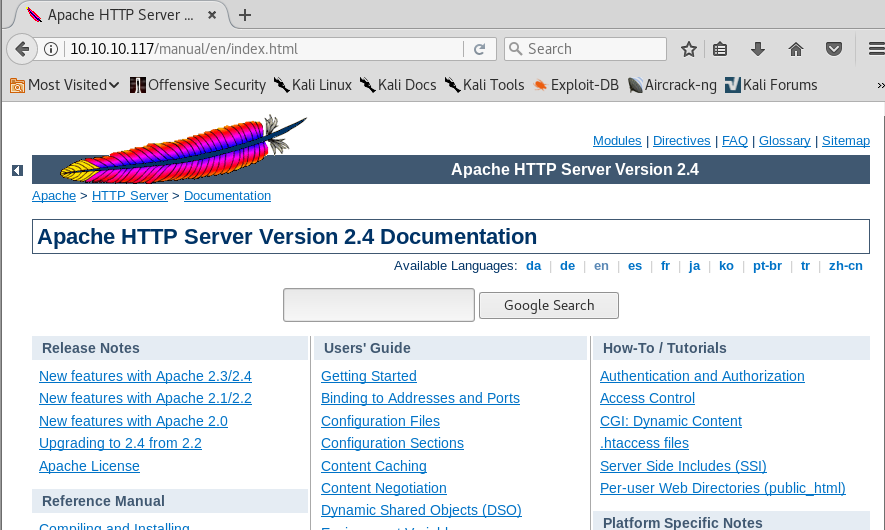 Apache HTTP Server ...
10.10.10.117/manual/en/index.html
Search
Most Visited
Offensive Security
Kali Linux
Kali Docs
Kali Tools
Exploit-DB
Aircrack-ng
Kali Forums
Modules | Directives | FAQ | Glossary | Sitemap
Apache HTTP Server Version 2.4
Apache > HTTP Server > Documentation
Apache HTTP Server Version 2.4 Documentation
Available Languages: da | de | en | es | fr | ja | ko | pt-br | tr | zh-cn
Google Search
Release Notes
New features with Apache 2.3/2.4
New features with Apache 2.1/2.2
New features with Apache 2.0
Upgrading to 2.4 from 2.2
Apache License
Reference Manual
Compiling and Installing
Users' Guide
Getting Started
Binding to Addresses and Ports
Configuration Files
Configuration Sections
Content Caching
Content Negotiation
Dynamic Shared Objects (DSO)
How-To / Tutorials
Authentication and Authorization
Access Control
CGI: Dynamic Content
.htaccess files
Server Side Includes (SSI)
Per-user Web Directories (public_html)
Platform Specific Notes